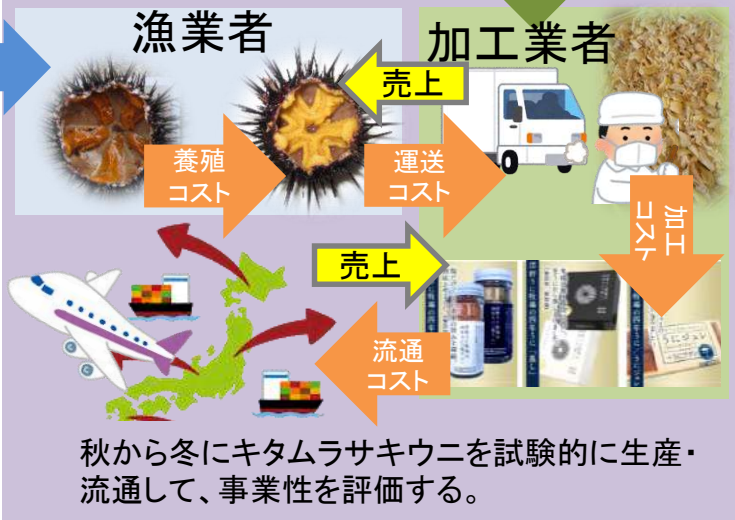 漁業者
加工業者
売上
養殖
コスト
運送
コスト
加工
コスト
売上
流通
コスト
秋から冬にキタムラサキウニを試験的に生産・
流通して、事業性を評価する。